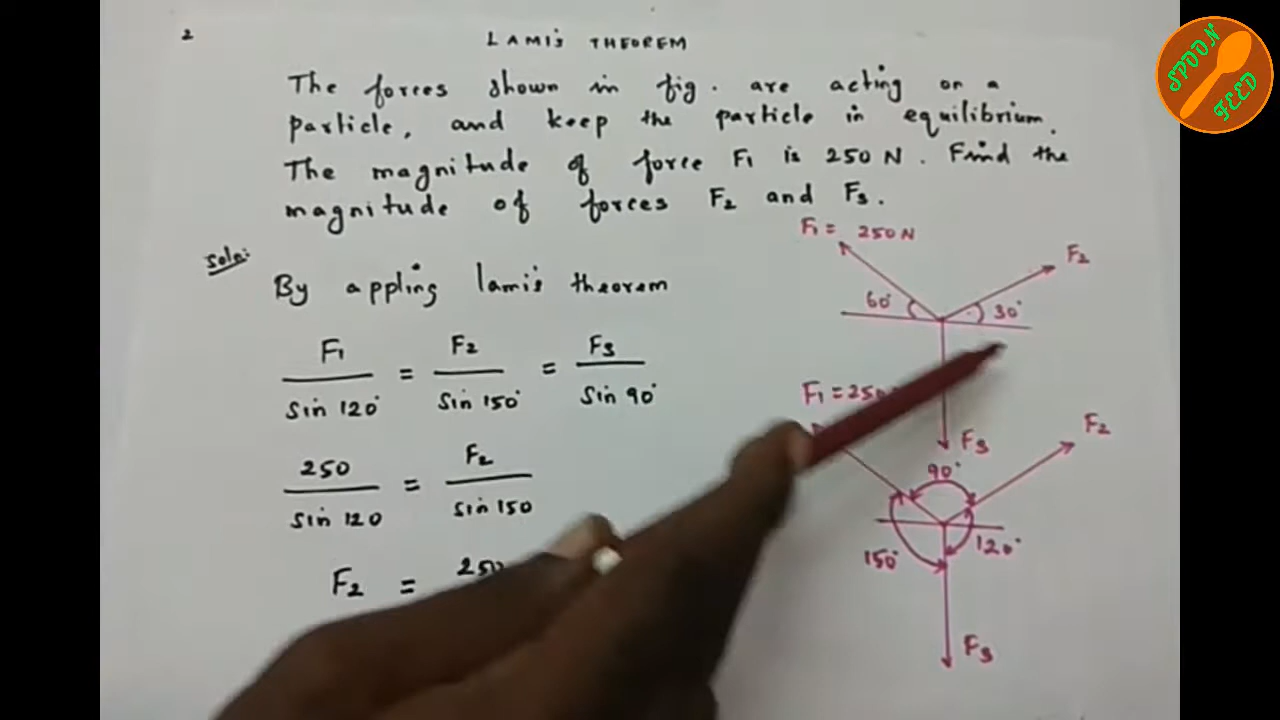 2
LAMI's THEOREM
The forces shown in fig. are acting on a
particle, and keep the particle in equilibrium.
The magnitude of force F1 is 250 N. Find the
magnitude of forces F2 and F3.
F1 = 250 N
F2
60°
30°
F3
Soln:
By appling lami's theorem
F1 / sin 120° = F2 / sin 150° = F3 / sin 90°
250 / sin 120 = F2 / sin 150
F2 = 250
F1 = 250
F2
90°
120°
150°
F3
SPOON
FEED